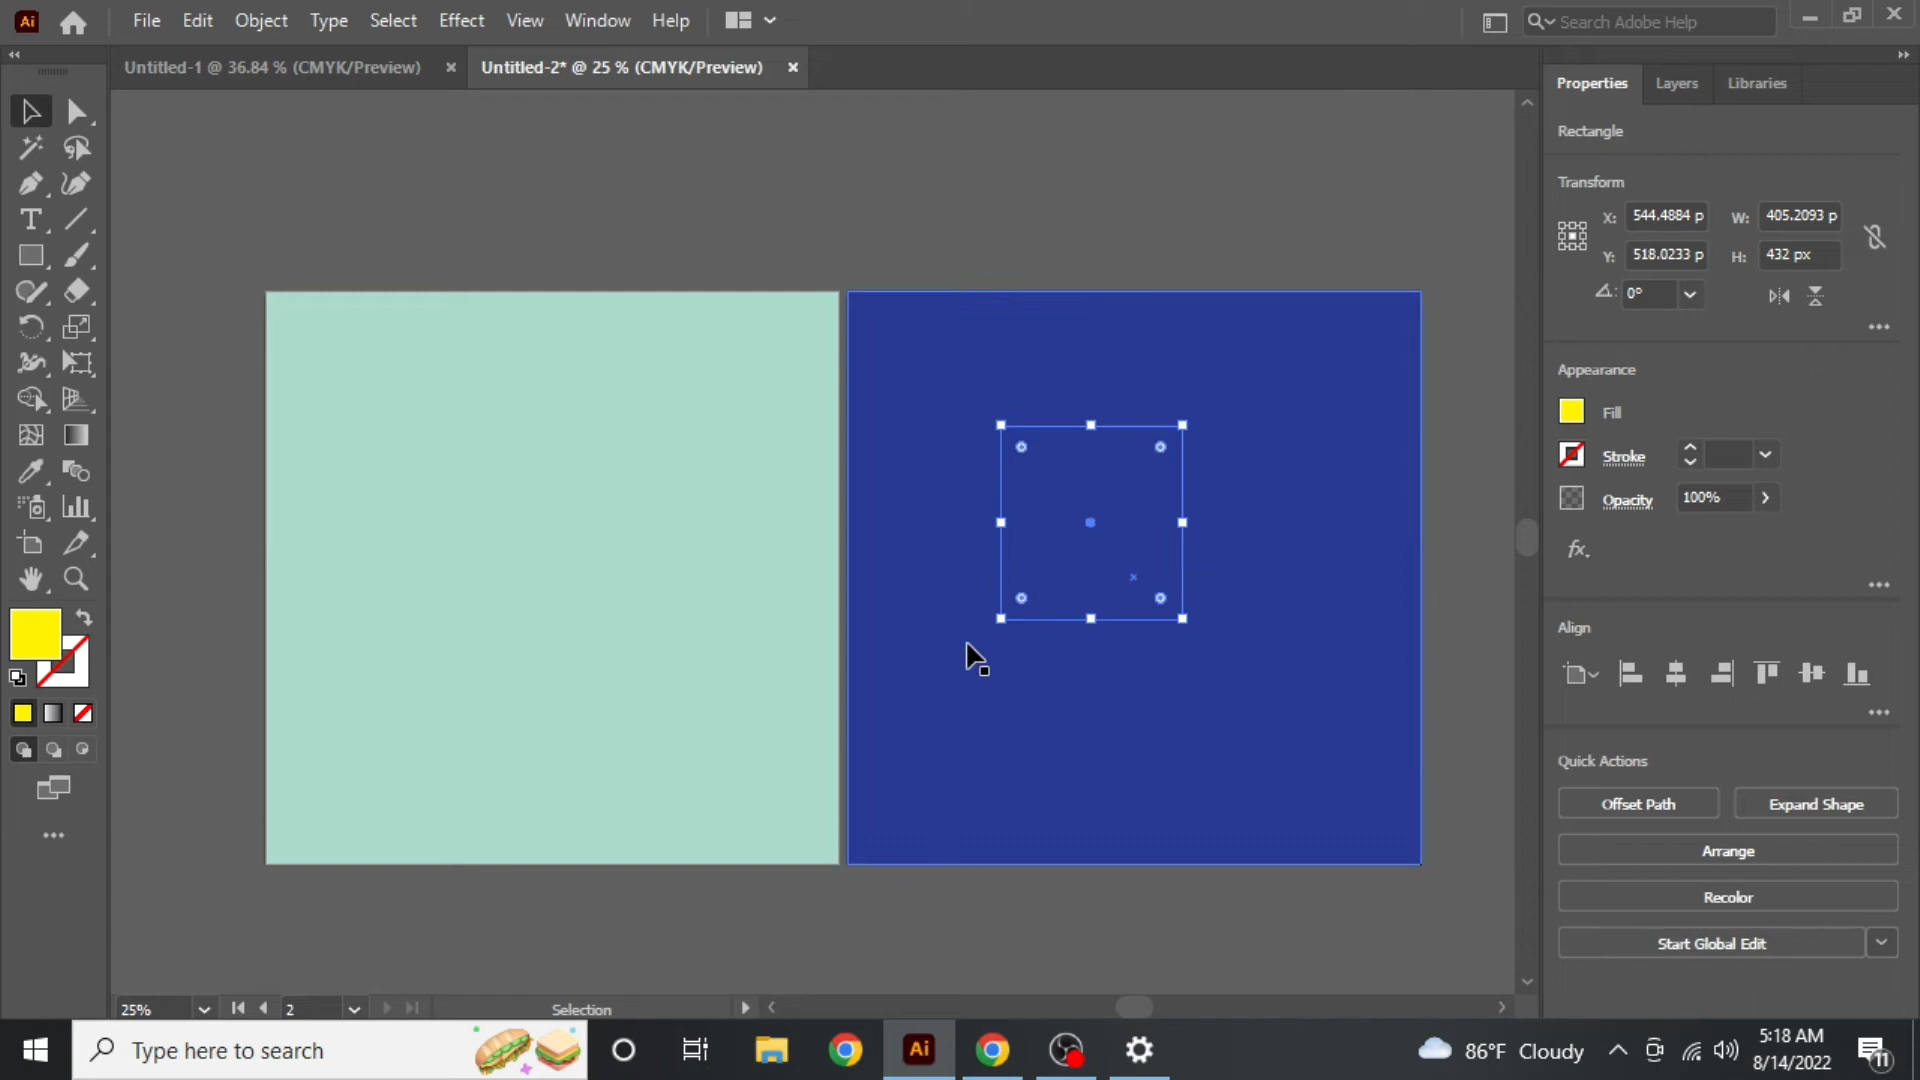 Ai File Edit Object Type Select Effect View Window Help Search Adobe Help
Untitled-1 @ 36.84 % (CMYK/Preview) Untitled-2* @ 25 % (CMYK/Preview)
Properties Layers Libraries
Rectangle
Transform
X: 544.4884 p W: 405.2093 p
Y: 518.0233 p H: 432 px
0°
Appearance
Fill
Stroke
Opacity 100%
fx.
Align
Quick Actions
Offset Path Expand Shape
Arrange
Recolor
Start Global Edit
25% 2 Selection
Type here to search Ai 86°F Cloudy 5:18 AM
8/14/2022
11